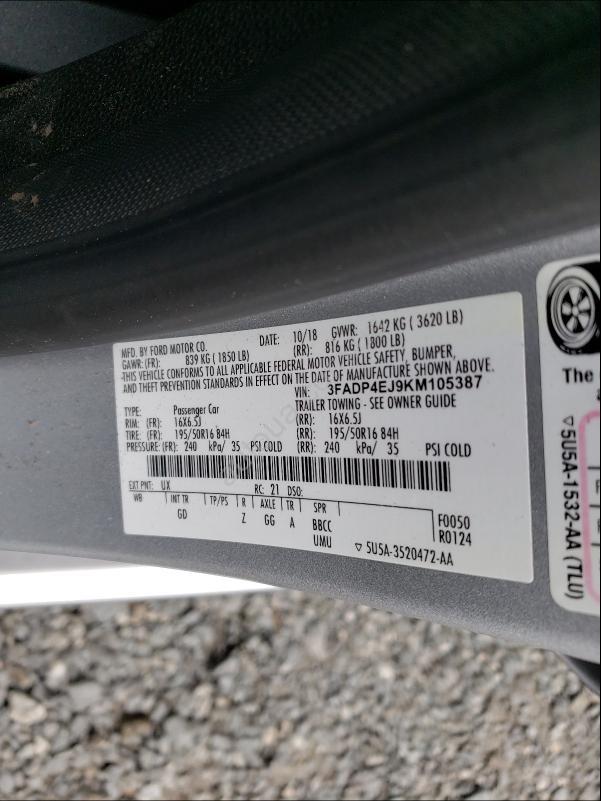 MFD. BY FORD MOTOR CO.
DATE: 10/18 GVWR: 1642 KG ( 3620 LB)
GAWR: (FR): 839 KG (1850 LB) (RR): 816 KG ( 1800 LB)
THIS VEHICLE CONFORMS TO ALL APPLICABLE FEDERAL MOTOR VEHICLE SAFETY, BUMPER,
AND THEFT PREVENTION STANDARDS IN EFFECT ON THE DATE OF MANUFACTURE SHOWN ABOVE.
VIN: 3FADP4EJ9KM105387
TYPE: Passenger Car TRAILER TOWING - SEE OWNER GUIDE
RIM: (FR): 16X6.5J (RR): 16X6.5J
TIRE: (FR): 195/50R16 84H (RR): 195/50R16 84H
PRESSURE: (FR): 240 kPa/ 35 PSI COLD (RR): 240 kPa/ 35 PSI COLD
EXT PNT: UX RC: 21 DSO:
WB INT TR TP/PS R AXLE TR SPR
GD Z GG A BBCC F0050
UMU R0124
▽ 5U5A-3520472-AA
The
▽5U5A-1532-AA (TLU)